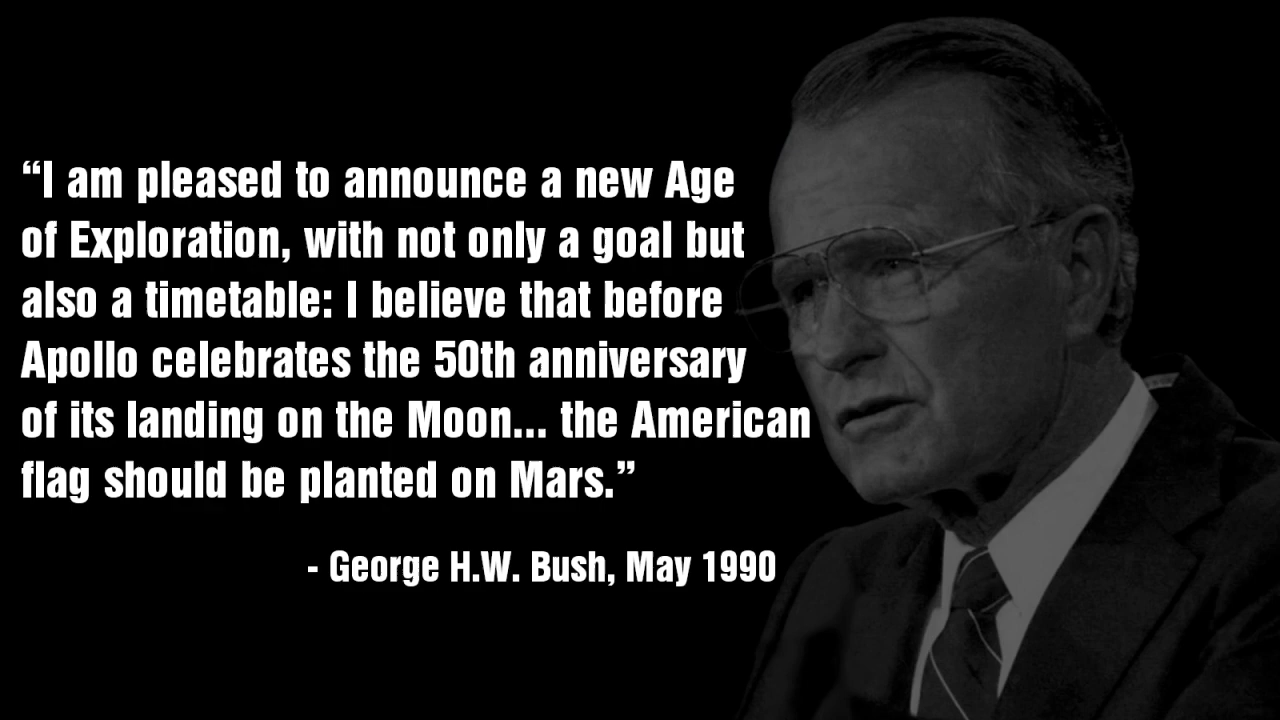 “I am pleased to announce a new Age
of Exploration, with not only a goal but
also a timetable: I believe that before
Apollo celebrates the 50th anniversary
of its landing on the Moon... the American
flag should be planted on Mars.”
- George H.W. Bush, May 1990